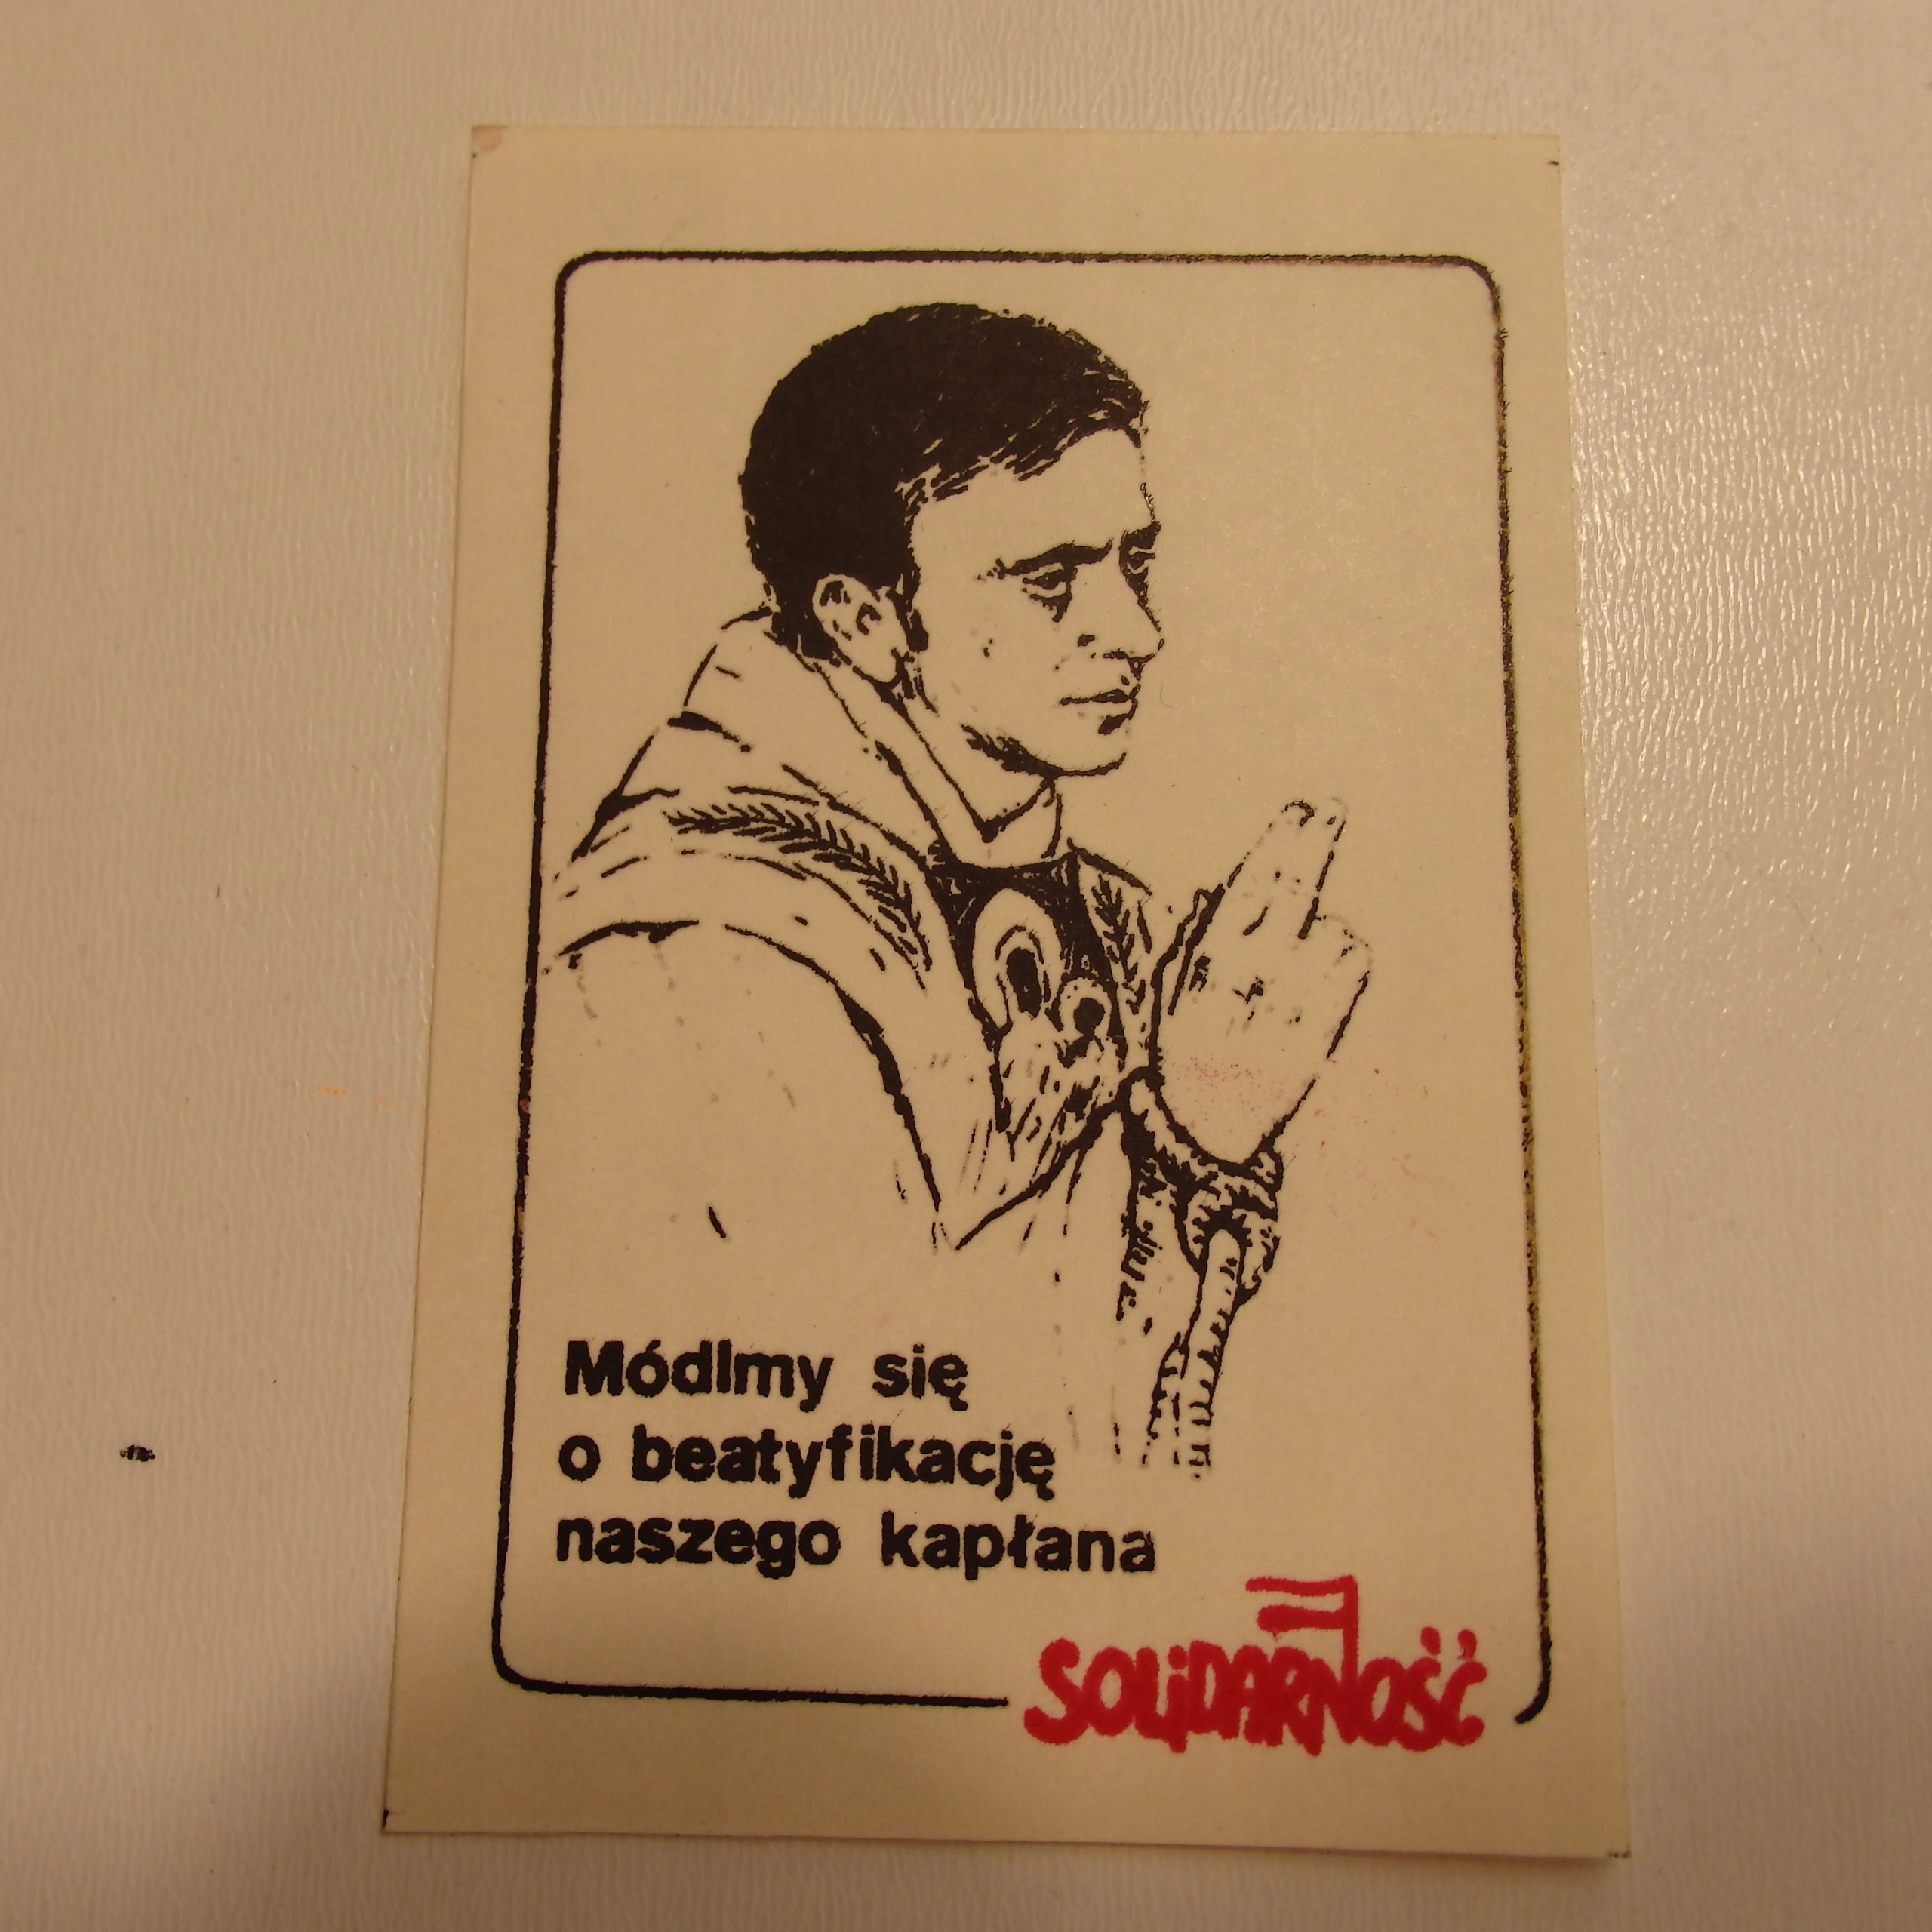 Módlmy się
o beatyfikację
naszego kapłana
SOLiDARNOŚĆ